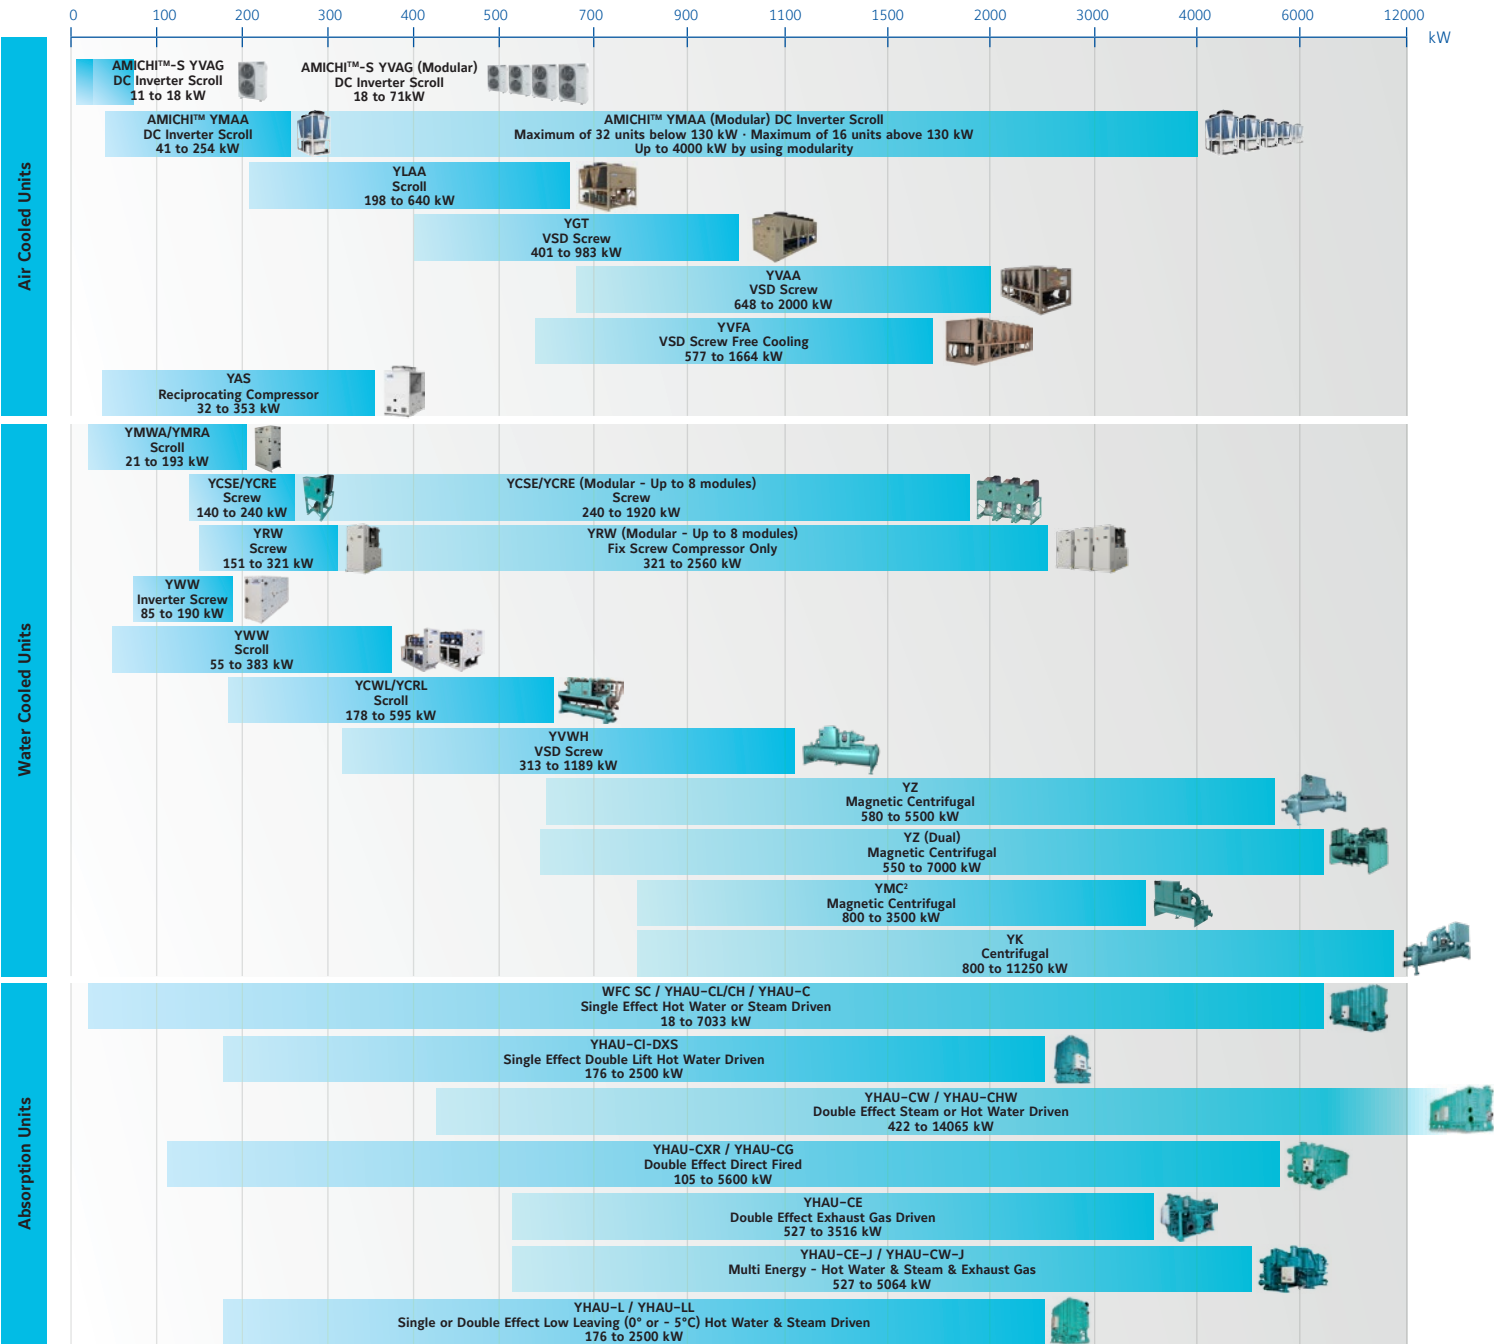 0 100 200 300 400 500 700 900 1100 1500 2000 3000 4000 6000 12000
kW
Air Cooled Units
AMICHI™-S YVAG
DC Inverter Scroll
11 to 18 kW
AMICHI™-S YVAG (Modular)
DC Inverter Scroll
18 to 71kW
AMICHI™ YMAA
DC Inverter Scroll
41 to 254 kW
AMICHI™ YMAA (Modular) DC Inverter Scroll
Maximum of 32 units below 130 kW · Maximum of 16 units above 130 kW
Up to 4000 kW by using modularity
YLAA
Scroll
198 to 640 kW
YGT
VSD Screw
401 to 983 kW
YVAA
VSD Screw
648 to 2000 kW
YVFA
VSD Screw Free Cooling
577 to 1664 kW
YAS
Reciprocating Compressor
32 to 353 kW
Water Cooled Units
YMWA/YMRA
Scroll
21 to 193 kW
YCSE/YCRE
Screw
140 to 240 kW
YCSE/YCRE (Modular - Up to 8 modules)
Screw
240 to 1920 kW
YRW
Screw
151 to 321 kW
YRW (Modular - Up to 8 modules)
Fix Screw Compressor Only
321 to 2560 kW
YWW
Inverter Screw
85 to 190 kW
YWW
Scroll
55 to 383 kW
YCWL/YCRL
Scroll
178 to 595 kW
YVWH
VSD Screw
313 to 1189 kW
YZ
Magnetic Centrifugal
580 to 5500 kW
YZ (Dual)
Magnetic Centrifugal
550 to 7000 kW
YMC²
Magnetic Centrifugal
800 to 3500 kW
YK
Centrifugal
800 to 11250 kW
Absorption Units
WFC SC / YHAU-CL/CH / YHAU-C
Single Effect Hot Water or Steam Driven
18 to 7033 kW
YHAU-CI-DXS
Single Effect Double Lift Hot Water Driven
176 to 2500 kW
YHAU-CW / YHAU-CHW
Double Effect Steam or Hot Water Driven
422 to 14065 kW
YHAU-CXR / YHAU-CG
Double Effect Direct Fired
105 to 5600 kW
YHAU-CE
Double Effect Exhaust Gas Driven
527 to 3516 kW
YHAU-CE-J / YHAU-CW-J
Multi Energy - Hot Water & Steam & Exhaust Gas
527 to 5064 kW
YHAU-L / YHAU-LL
Single or Double Effect Low Leaving (0° or - 5°C) Hot Water & Steam Driven
176 to 2500 kW